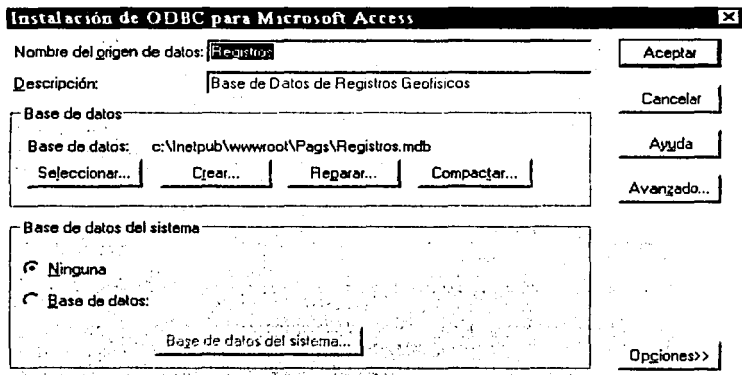 Instalación de ODBC para Microsoft Access
Nombre del origen de datos: Registros
Aceptar
Descripción: Base de Datos de Registros Geofísicos
Cancelar
Base de datos
Base de datos: c:\Inetpub\wwwroot\Pags\Registros.mdb
Ayuda
Seleccionar... Crear... Reparar... Compactar...
Avanzado...
Base de datos del sistema
Ninguna
Base de datos:
Base de datos del sistema...
Opciones>>